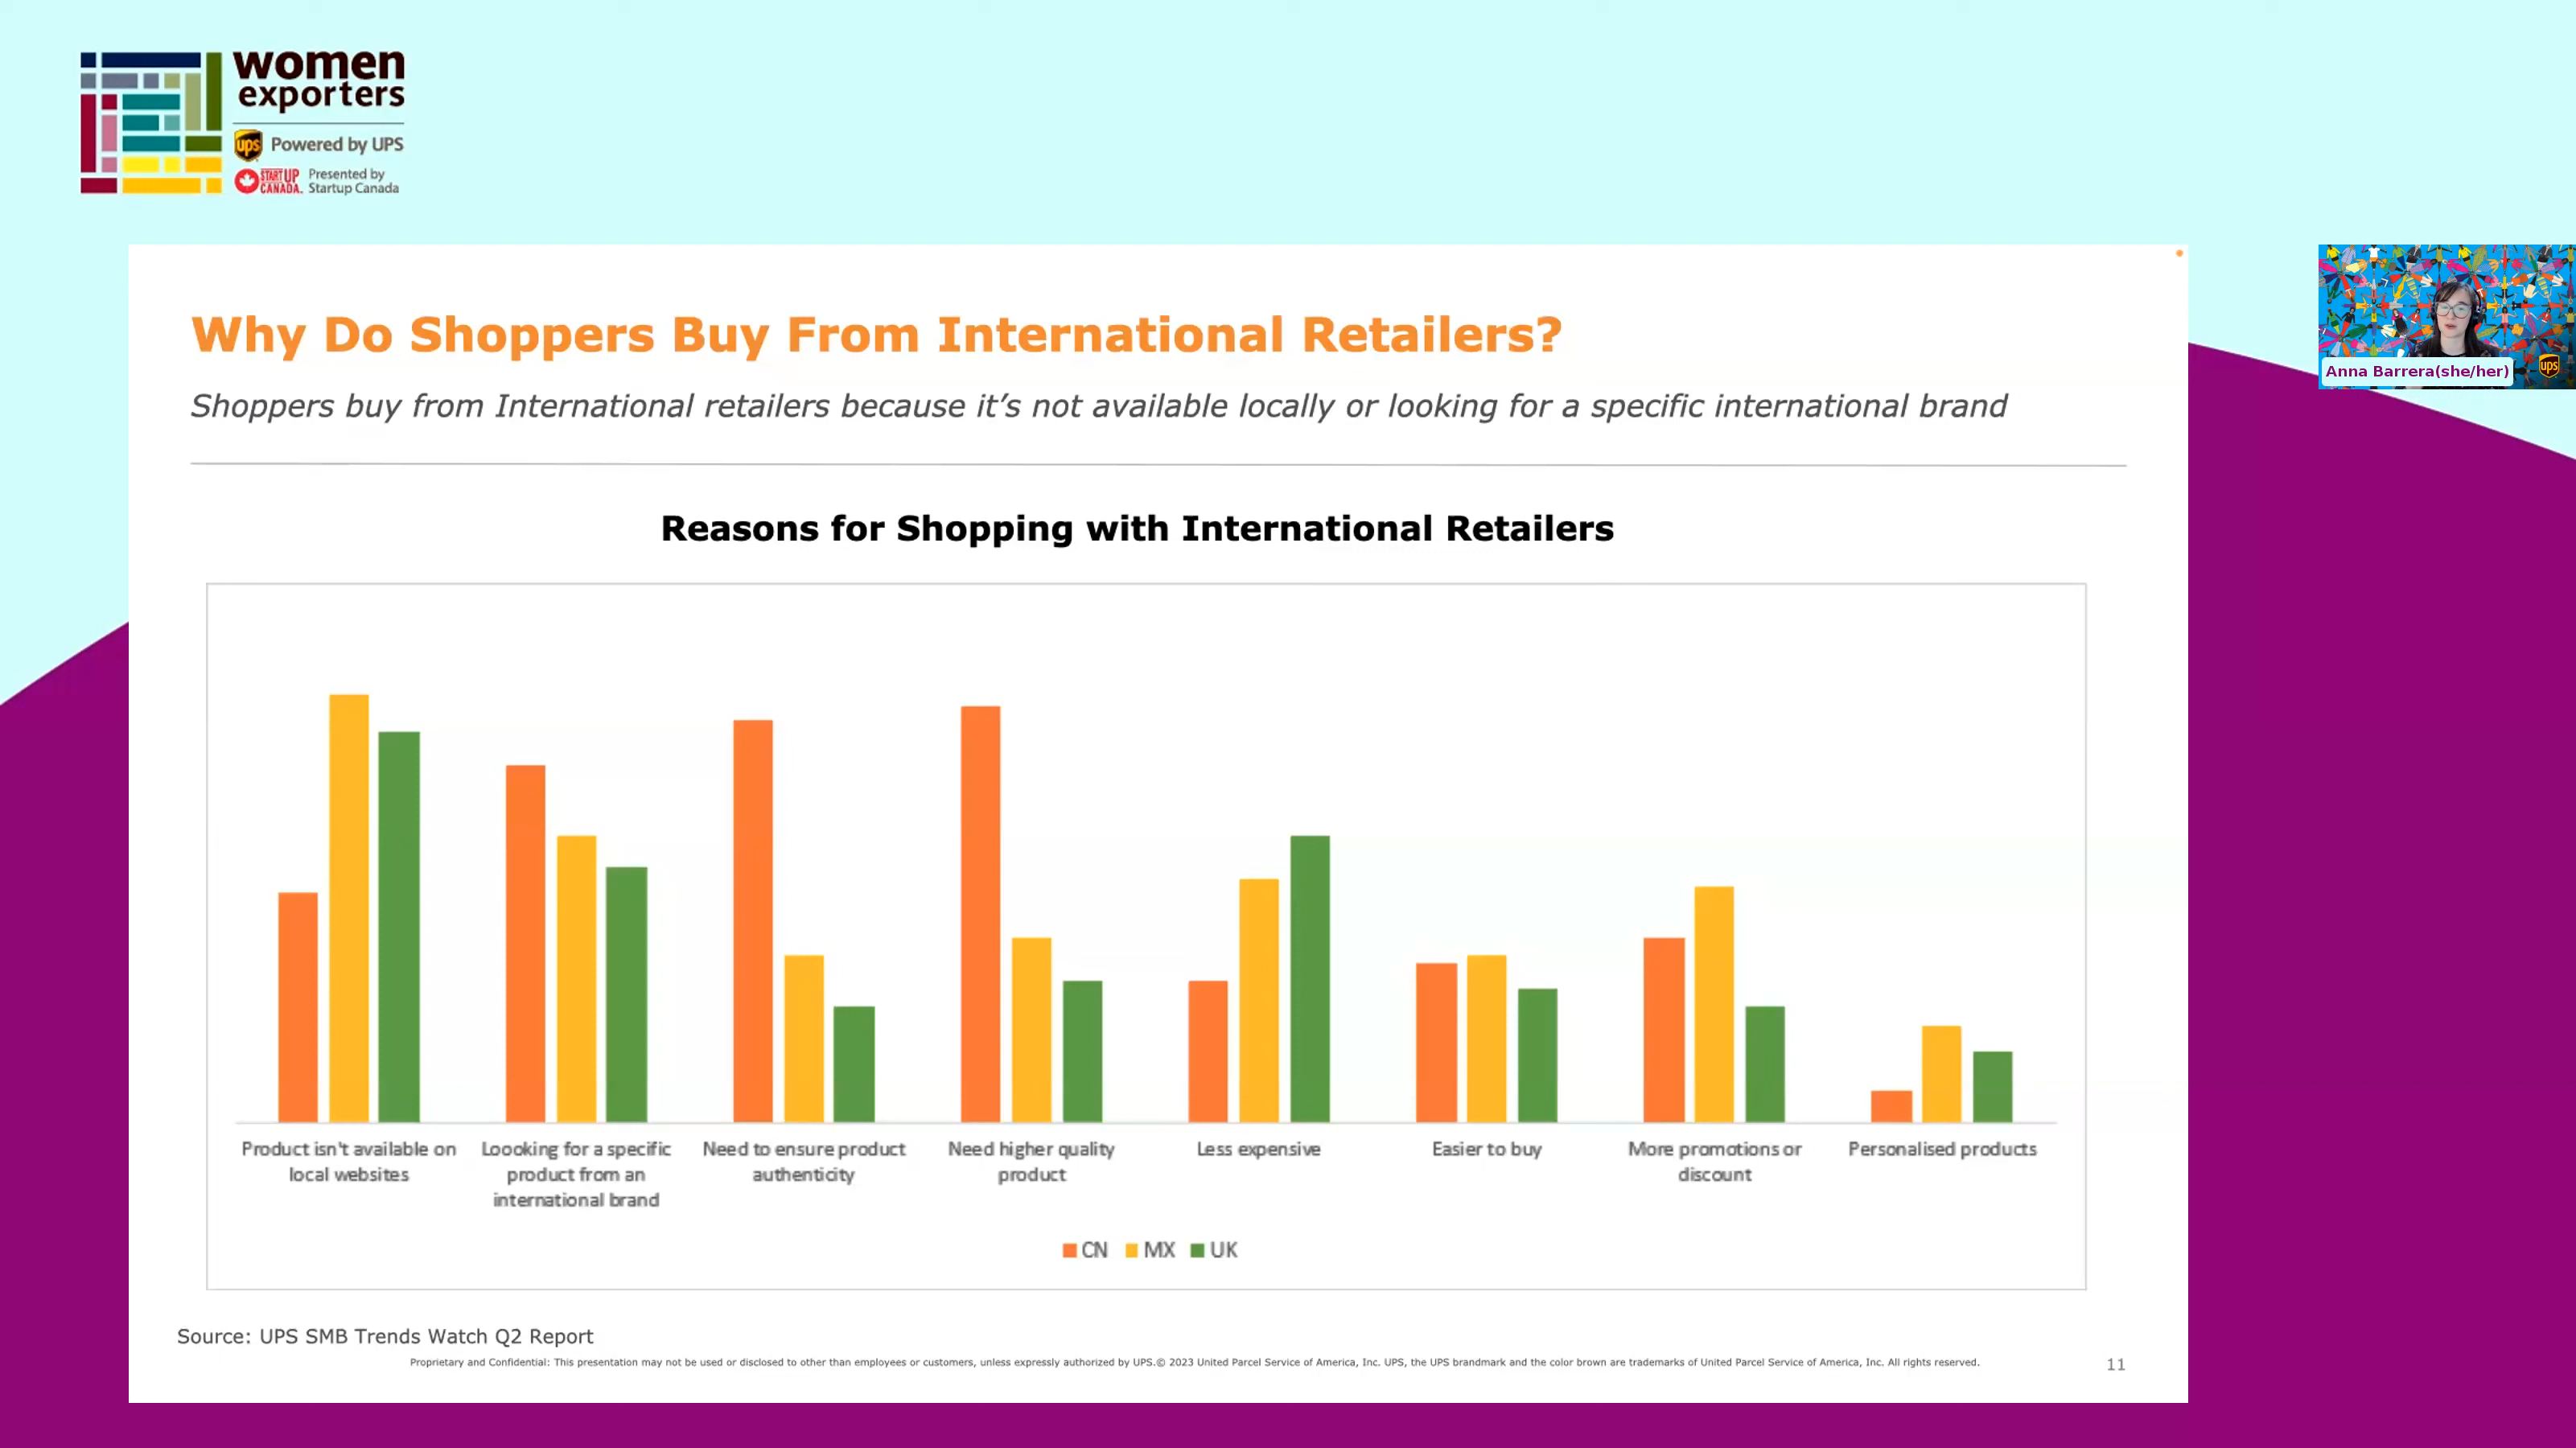 women
exporters
ups Powered by UPS
STARTUP CANADA. Presented by
Startup Canada
Why Do Shoppers Buy From International Retailers?
Shoppers buy from International retailers because it’s not available locally or looking for a specific international brand
Anna Barrera(she/her)
ups
Reasons for Shopping with International Retailers
Product isn't available on
local websites
Loooking for a specific
product from an
international brand
Need to ensure product
authenticity
Need higher quality
product
Less expensive
Easier to buy
More promotions or
discount
Personalised products
CN MX UK
Source: UPS SMB Trends Watch Q2 Report
Proprietary and Confidential: This presentation may not be used or disclosed to other than employees or customers, unless expressly authorized by UPS.© 2023 United Parcel Service of America, Inc. UPS, the UPS brandmark and the color brown are trademarks of United Parcel Service of America, Inc. All rights reserved.
11